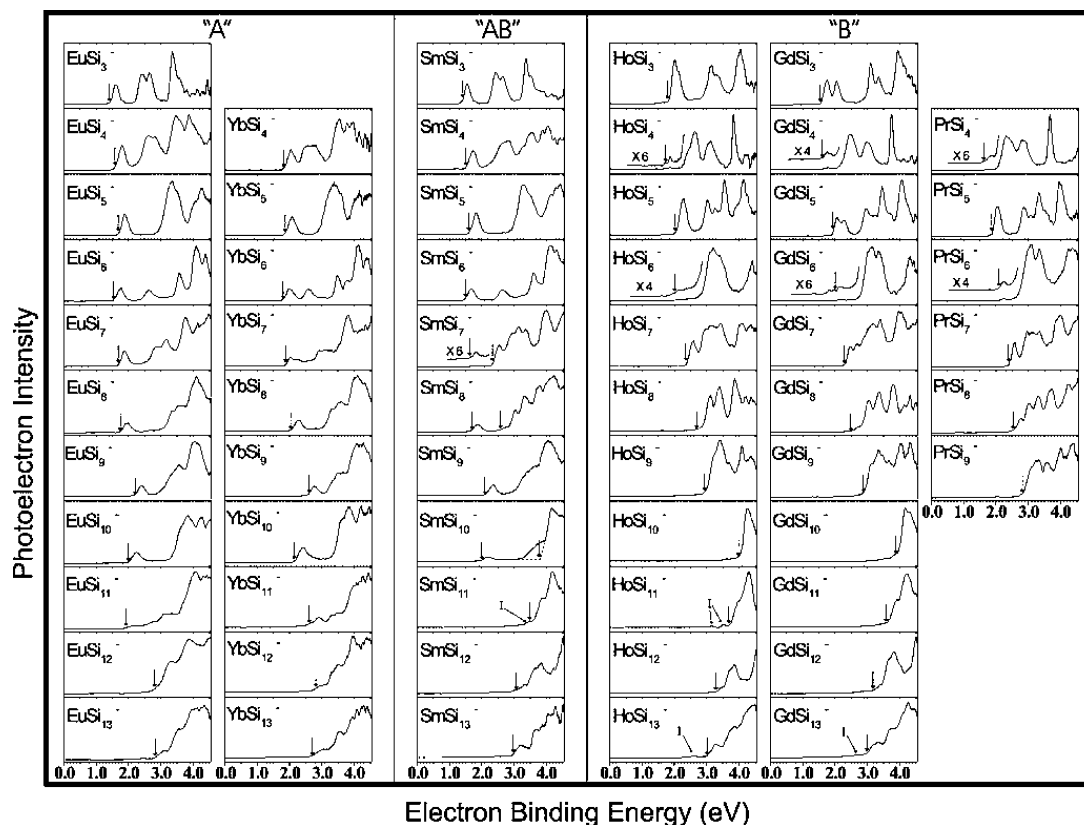 "A" "AB" "B"
EuSi3- SmSi3- HoSi3- GdSi3-
EuSi4- YbSi4- SmSi4- HoSi4- GdSi4- PrSi4-
X6 X4 X6
EuSi5- YbSi5- SmSi5- HoSi5- GdSi5- PrSi5-
EuSi6- YbSi6- SmSi6- HoSi6- GdSi6- PrSi6-
X4 X6 X4
EuSi7- YbSi7- SmSi7- HoSi7- GdSi7- PrSi7-
X6
EuSi8- YbSi8- SmSi8- HoSi8- GdSi8- PrSi8-
EuSi9- YbSi9- SmSi9- HoSi9- GdSi9- PrSi9-
0.0 1.0 2.0 3.0 4.0
EuSi10- YbSi10- SmSi10- HoSi10- GdSi10-
EuSi11- YbSi11- SmSi11- HoSi11- GdSi11-
I I
EuSi12- YbSi12- SmSi12- HoSi12- GdSi12-
EuSi13- YbSi13- SmSi13- HoSi13- GdSi13-
I I
0.0 1.0 2.0 3.0 4.0 0.0 1.0 2.0 3.0 4.0 0.0 1.0 2.0 3.0 4.0 0.0 1.0 2.0 3.0 4.0 0.0 1.0 2.0 3.0 4.0
Photoelectron Intensity
Electron Binding Energy (eV)